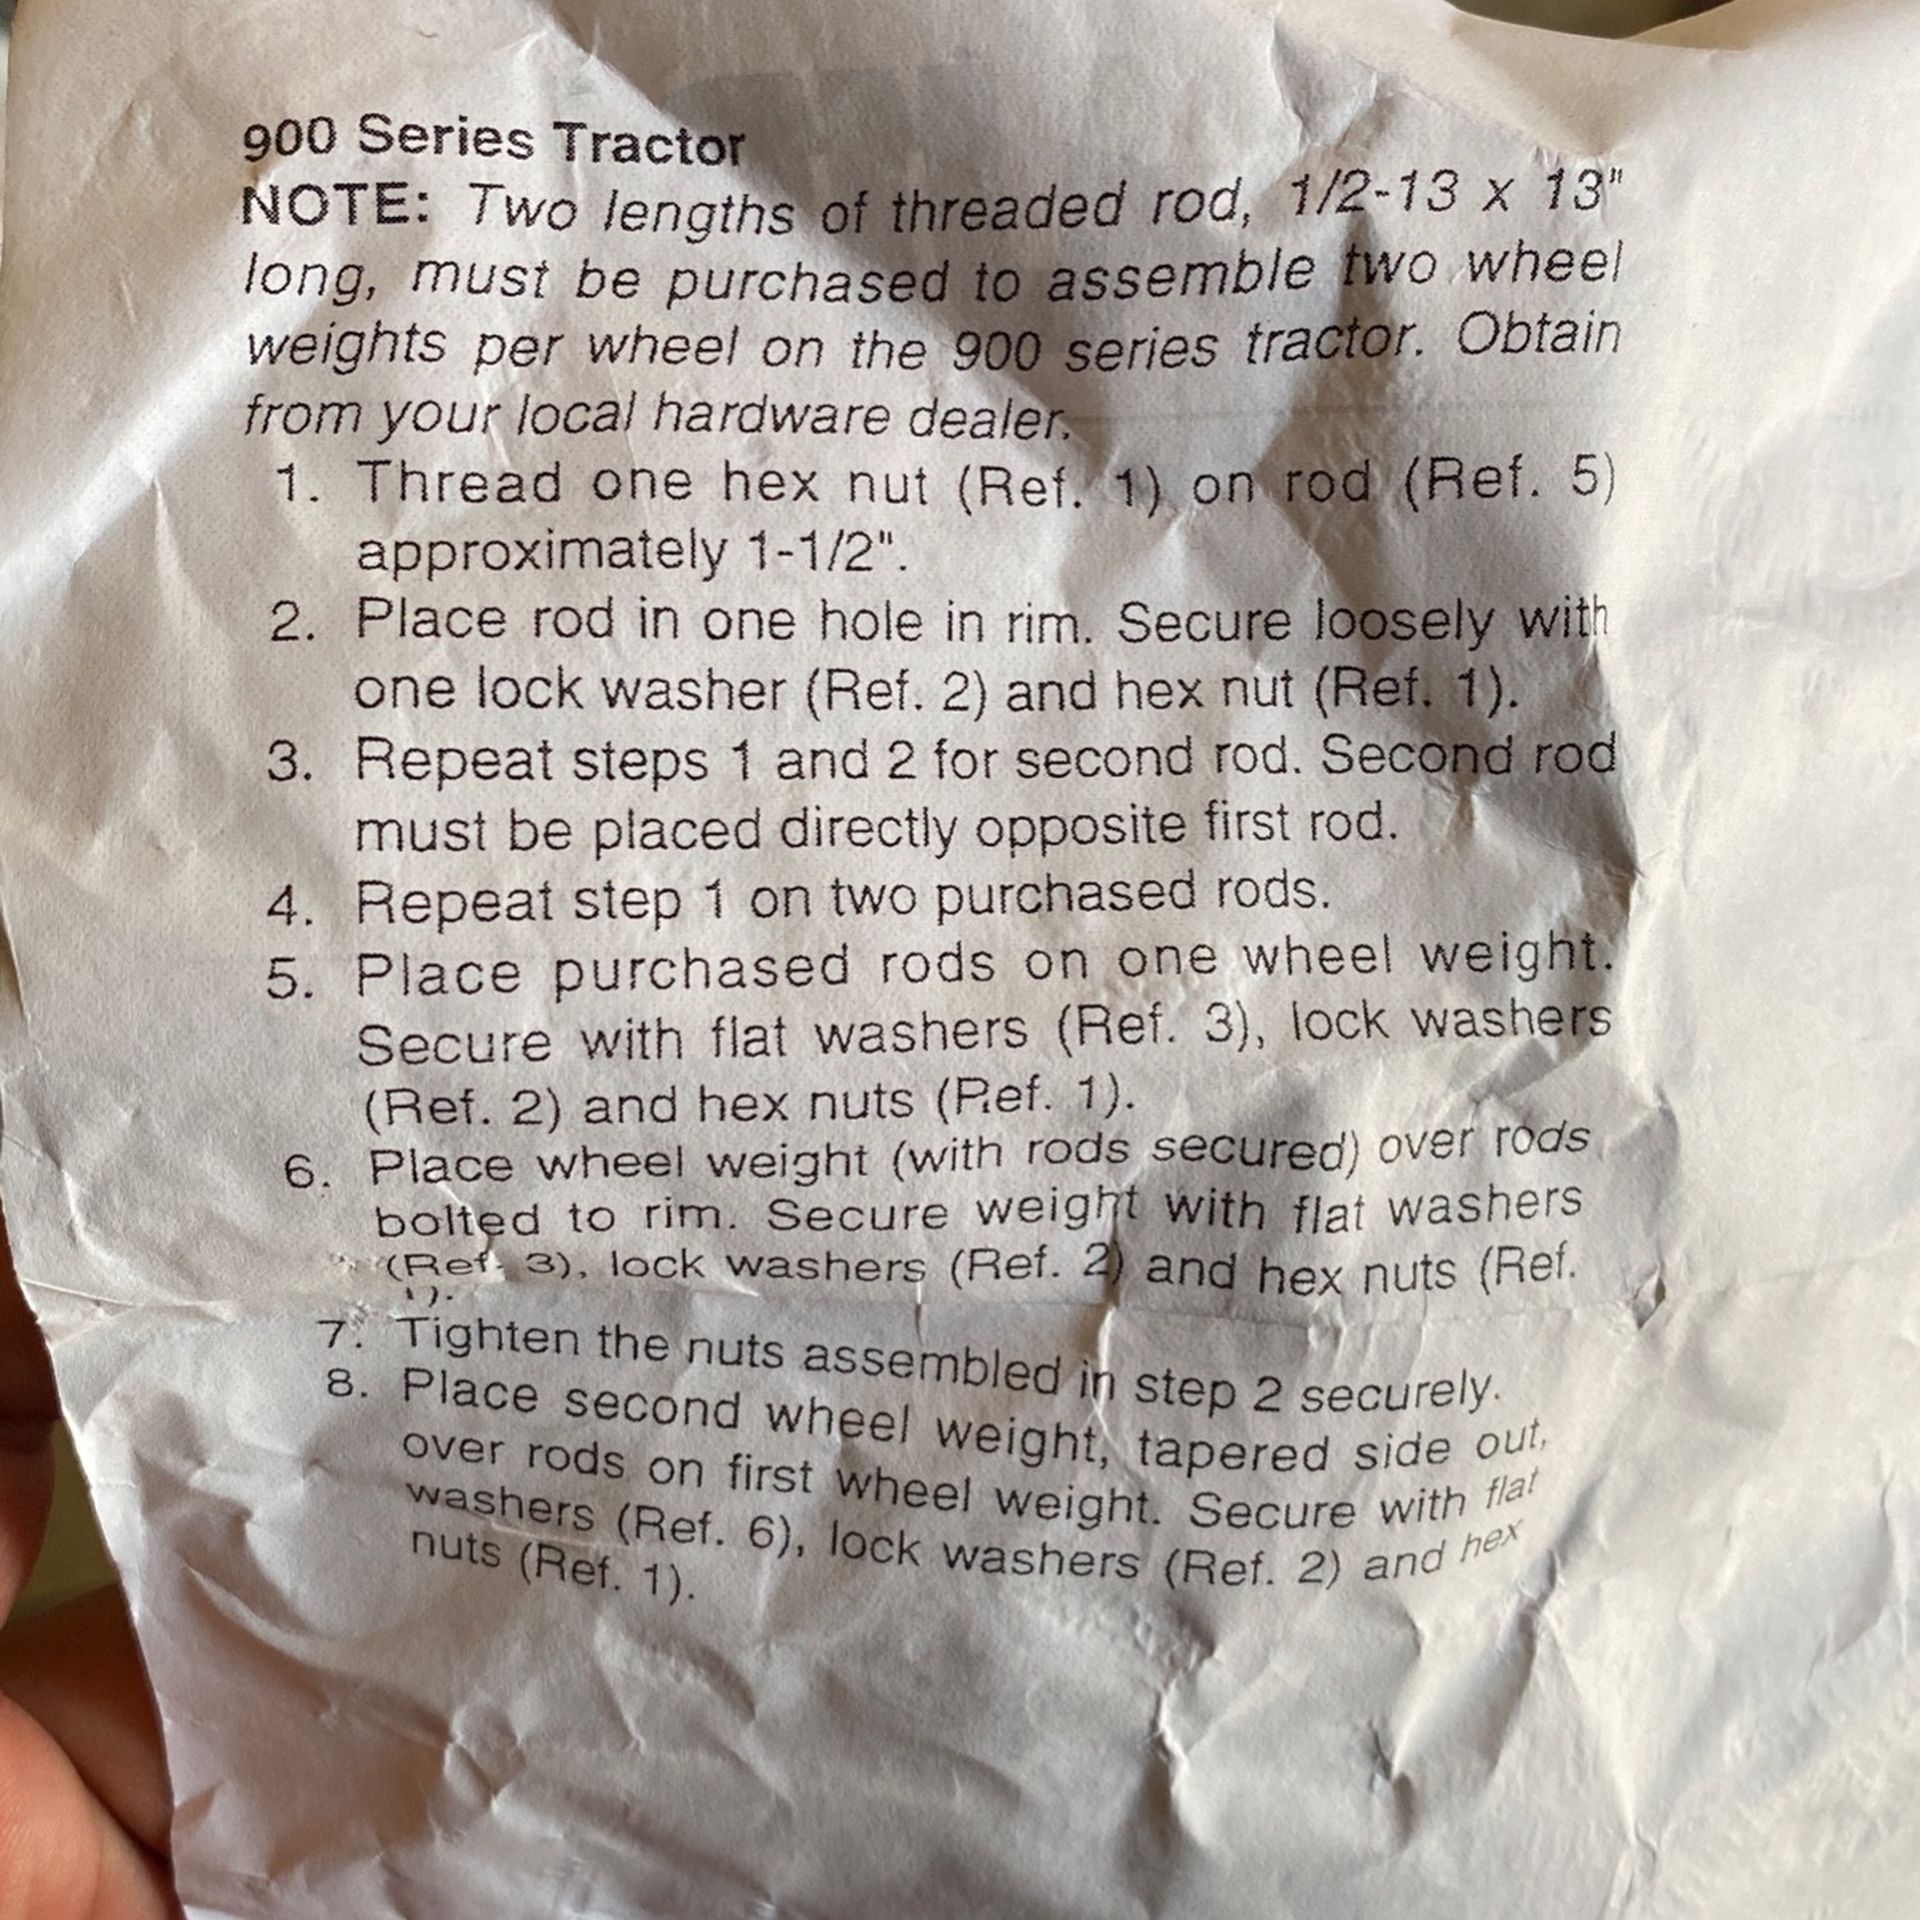 900 Series Tractor
NOTE: Two lengths of threaded rod, 1/2-13 x 13"
long, must be purchased to assemble two wheel
weights per wheel on the 900 series tractor. Obtain
from your local hardware dealer.
1. Thread one hex nut (Ref. 1) on rod (Ref. 5)
approximately 1-1/2".
2. Place rod in one hole in rim. Secure loosely with
one lock washer (Ref. 2) and hex nut (Ref. 1).
3. Repeat steps 1 and 2 for second rod. Second rod
must be placed directly opposite first rod.
4. Repeat step 1 on two purchased rods.
5. Place purchased rods on one wheel weight.
Secure with flat washers (Ref. 3), lock washers
(Ref. 2) and hex nuts (Ref. 1).
6. Place wheel weight (with rods secured) over rods
bolted to rim. Secure weight with flat washers
(Ref. 3), lock washers (Ref. 2) and hex nuts (Ref.
1).
7. Tighten the nuts assembled in step 2 securely.
8. Place second wheel weight, tapered side out,
over rods on first wheel weight. Secure with flat
washers (Ref. 6), lock washers (Ref. 2) and hex
nuts (Ref. 1).